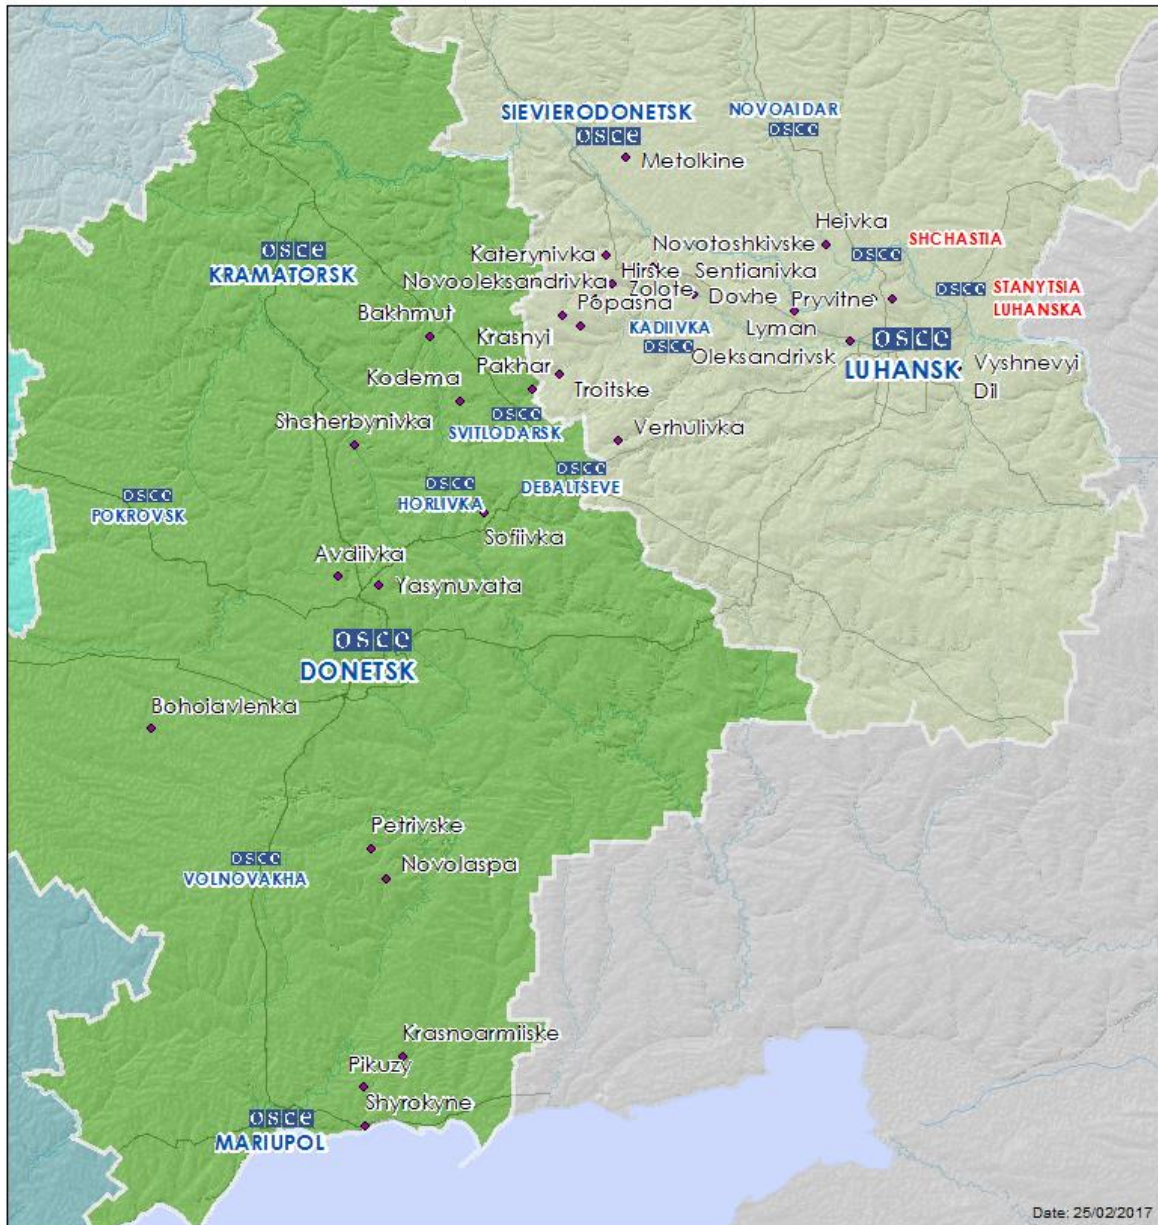 SIEVIERODONETSK
osce
NOVOAIDAR
osce
Metolkine
Heivka
SHCHASTIA
osce
osce
KRAMATORSK
Katerynivka
Novotoshkivske
Hirske
Sentianivka
Novooleksandrivka
Zolote
Dovhe
Pryvitne
osce
STANYTSIA
LUHANSKA
Popasna
Bakhmut
KADIIVKA
osce
Lyman
osce
LUHANSK
Oleksandrivsk
Vyshnevyi
Dil
Krasnyi
Pakhar
Kodema
Troitske
osce
SVITLODARSK
Shcherbynivka
Verhulivka
osce
DEBALTSEVE
osce
HORLIVKA
osce
POKROVSK
Sofiivka
Avdiivka
Yasynuvata
osce
DONETSK
Bohoiavlenka
Petrivske
osce
VOLNOVAKHA
Novolaspa
Krasnoarmiiske
Pikuzy
Shyrokyne
osce
MARIUPOL
Date: 25/02/2017